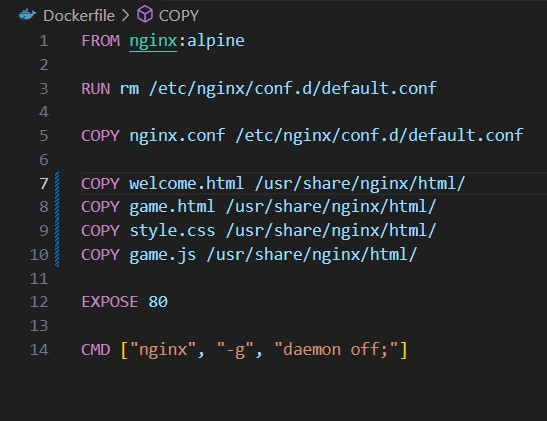 Dockerfile > COPY
1 FROM nginx:alpine
2
3 RUN rm /etc/nginx/conf.d/default.conf
4
5 COPY nginx.conf /etc/nginx/conf.d/default.conf
6
7 COPY welcome.html /usr/share/nginx/html/
8 COPY game.html /usr/share/nginx/html/
9 COPY style.css /usr/share/nginx/html/
10 COPY game.js /usr/share/nginx/html/
11
12 EXPOSE 80
13
14 CMD ["nginx", "-g", "daemon off;"]